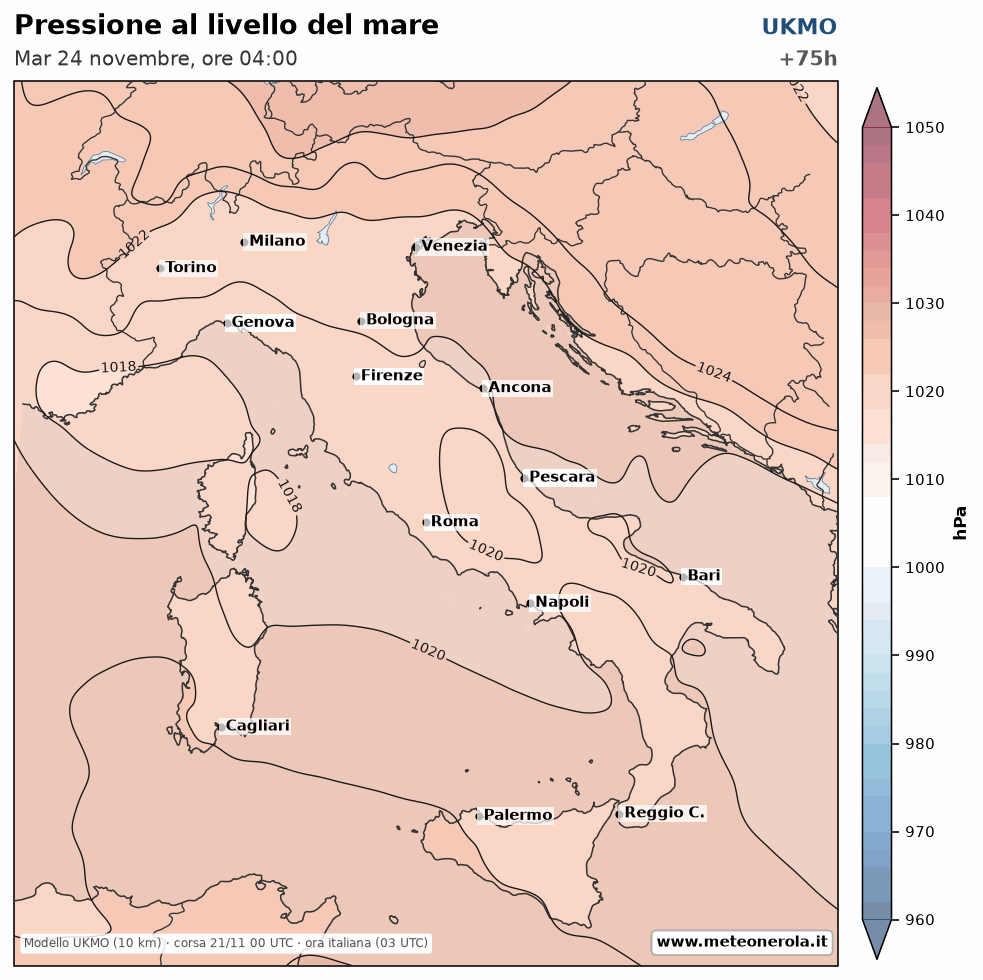 Pressione al livello del mare
UKMO
Mar 24 novembre, ore 04:00
+75h
1022
1022
Milano
Venezia
Torino
Genova
Bologna
1018
Firenze
Ancona
1024
Pescara
1018
Roma
1020
1020
Bari
Napoli
1020
Cagliari
Palermo
Reggio C.
Modello UKMO (10 km) · corsa 21/11 00 UTC · ora italiana (03 UTC)
www.meteonerola.it
1050
1040
1030
1020
1010
1000
990
980
970
960
hPa